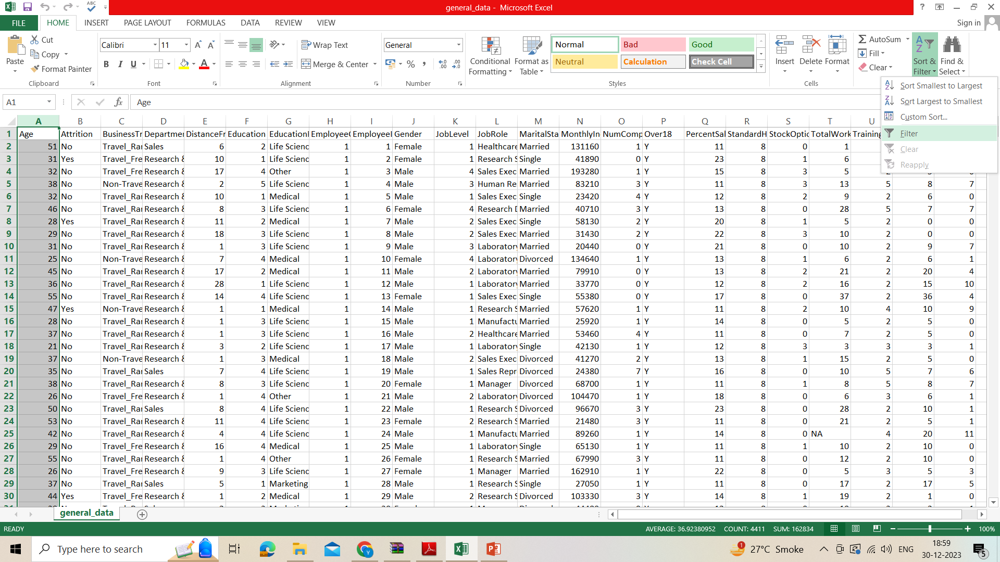 general_data - Microsoft Excel
FILE HOME INSERT PAGE LAYOUT FORMULAS DATA REVIEW VIEW Sign in
Paste Cut Copy Format Painter Clipboard
Calibri 11 B I U Font
Wrap Text Merge & Center Alignment
General % Number
Conditional Formatting Format as Table
Normal Bad Good
Neutral Calculation Check Cell
Styles
Insert Delete Format Cells
AutoSum Fill Clear Sort & Filter Find & Select
Sort Smallest to Largest
Sort Largest to Smallest
Custom Sort...
Filter
Clear
Reapply
A1 fx Age
A B C D E F G H I J K L M N O P Q R S T U
1 Age Attrition BusinessTr Departmer DistanceFr Education EducationI EmployeeC EmployeeI Gender JobLevel JobRole MaritalSta MonthlyIn NumComp Over18 PercentSal StandardH StockOptic TotalWork Training
2 51 No Travel_Rar Sales 6 2 Life Scienc 1 1 Female 1 Healthcare Married 131160 1 Y 11 8 0 1
3 31 Yes Travel_Fre Research & 10 1 Life Scienc 1 2 Female 1 Research S Single 41890 0 Y 23 8 1 6
4 32 No Travel_Fre Research & 17 4 Other 1 3 Male 4 Sales Exec Married 193280 1 Y 15 8 3 5
5 38 No Non-Trave Research & 2 5 Life Scienc 1 4 Male 3 Human Re Married 83210 3 Y 11 8 3 13 5 8 7
6 32 No Travel_Rar Research & 10 1 Medical 1 5 Male 1 Sales Exec Single 23420 4 Y 12 8 2 9 2 6 0
7 46 No Travel_Rar Research & 8 3 Life Scienc 1 6 Female 4 Research D Married 40710 3 Y 13 8 0 28 5 7 7
8 28 Yes Travel_Rar Research & 11 2 Medical 1 7 Male 2 Sales Exec Single 58130 2 Y 20 8 1 5 2 0 0
9 29 No Travel_Rar Research & 18 3 Life Scienc 1 8 Male 2 Sales Exec Married 31430 2 Y 22 8 3 10 2 0 0
10 31 No Travel_Rar Research & 1 3 Life Scienc 1 9 Male 3 Laboratory Married 20440 0 Y 21 8 0 10 2 9 7
11 25 No Non-Trave Research & 7 4 Medical 1 10 Female 4 Laboratory Divorced 134640 1 Y 13 8 1 6 2 6 1
12 45 No Travel_Rar Research & 17 2 Medical 1 11 Male 2 Laboratory Married 79910 0 Y 13 8 2 21 2 20 4
13 36 No Travel_Rar Research & 28 1 Life Scienc 1 12 Male 1 Laboratory Married 33770 0 Y 12 8 2 16 2 15 10
14 55 No Travel_Rar Research & 14 4 Life Scienc 1 13 Female 1 Sales Exec Single 55380 0 Y 17 8 0 37 2 36 4
15 47 Yes Non-Trave Research & 1 1 Medical 1 14 Male 1 Research S Married 57620 1 Y 11 8 2 10 4 10 9
16 28 No Travel_Rar Research & 1 3 Life Scienc 1 15 Male 1 Manufactu Married 25920 1 Y 14 8 0 5 2 5 0
17 37 No Travel_Rar Research & 1 3 Life Scienc 1 16 Male 2 Healthcare Married 53460 4 Y 11 8 0 7 2 5 0
18 21 No Travel_Rar Research & 3 2 Life Scienc 1 17 Male 1 Laboratory Single 42130 1 Y 12 8 3 3 3 3 1
19 37 No Non-Trave Research & 1 3 Medical 1 18 Male 2 Sales Exec Divorced 41270 2 Y 13 8 1 15 2 5 0
20 35 No Travel_Rar Sales 7 4 Life Scienc 1 19 Male 1 Sales Repr Divorced 24380 7 Y 16 8 0 10 5 7 6
21 38 No Travel_Rar Research & 8 3 Life Scienc 1 20 Female 1 Manager Divorced 68700 1 Y 11 8 1 8 5 8 7
22 26 No Travel_Fre Research & 1 4 Other 1 21 Male 2 Laboratory Divorced 104470 1 Y 18 8 0 6 3 6 1
23 50 No Travel_Rar Sales 8 4 Life Scienc 1 22 Male 1 Research S Divorced 96670 3 Y 23 8 0 28 2 10 1
24 53 No Travel_Rar Research & 11 4 Life Scienc 1 23 Female 2 Research S Married 21480 3 Y 11 8 0 21 2 5 1
25 42 No Travel_Rar Research & 4 4 Life Scienc 1 24 Male 1 Manufactu Married 89260 1 Y 14 8 0 NA 4 20 11
26 29 No Travel_Fre Research & 16 4 Medical 1 25 Male 1 Laboratory Single 65130 1 Y 11 8 1 10 2 10 0
27 55 No Travel_Rar Research & 1 4 Other 1 26 Female 1 Research S Married 67990 3 Y 11 8 0 12 2 10 0
28 26 No Travel_Fre Research & 9 3 Life Scienc 1 27 Female 1 Manager Married 162910 1 Y 22 8 0 5 3 5 3
29 37 No Travel_Rar Sales 5 1 Marketing 1 28 Male 1 Research S Single 27050 1 Y 11 8 0 17 2 17 5
30 44 Yes Travel_Fre Research & 1 2 Medical 1 29 Male 2 Research S Divorced 103330 3 Y 14 8 1 19 2 1 0
general_data
READY AVERAGE: 36.92380952 COUNT: 4411 SUM: 162834 100%
Type here to search 27°C Smoke ENG 18:59
30-12-2023 5